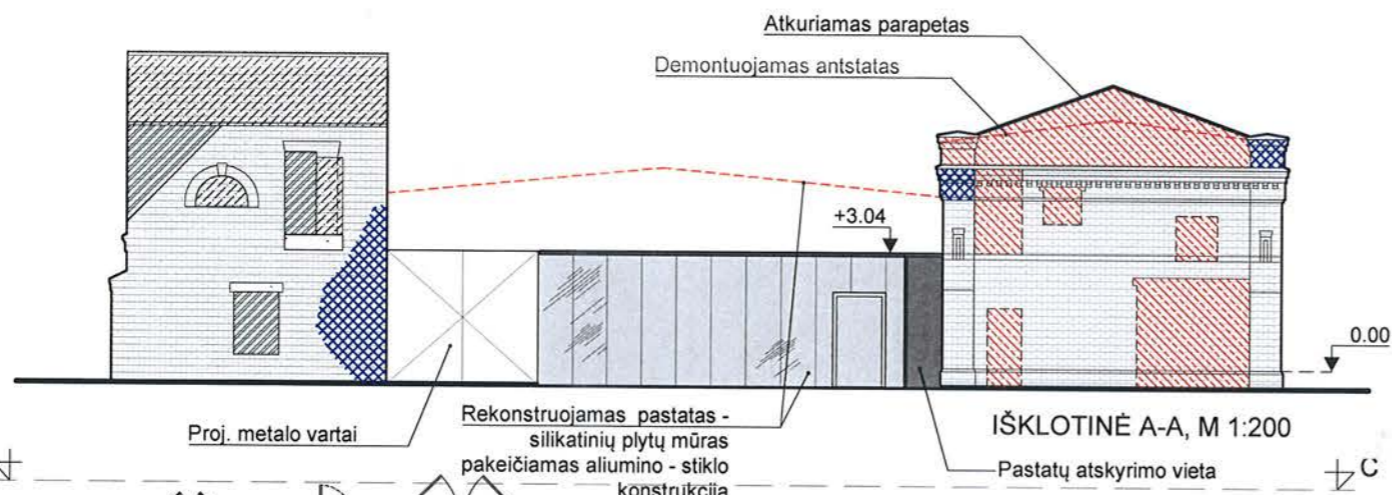 Atkuriamas parapetas
Demontuojamas antstatas
+3.04
0.00
Proj. metalo vartai
Rekonstruojamas pastatas -
silikatinių plytų mūras
pakeičiamas aliumino - stiklo
konstrukcija
IŠKLOTINĖ A-A, M 1:200
Pastatų atskyrimo vieta
C